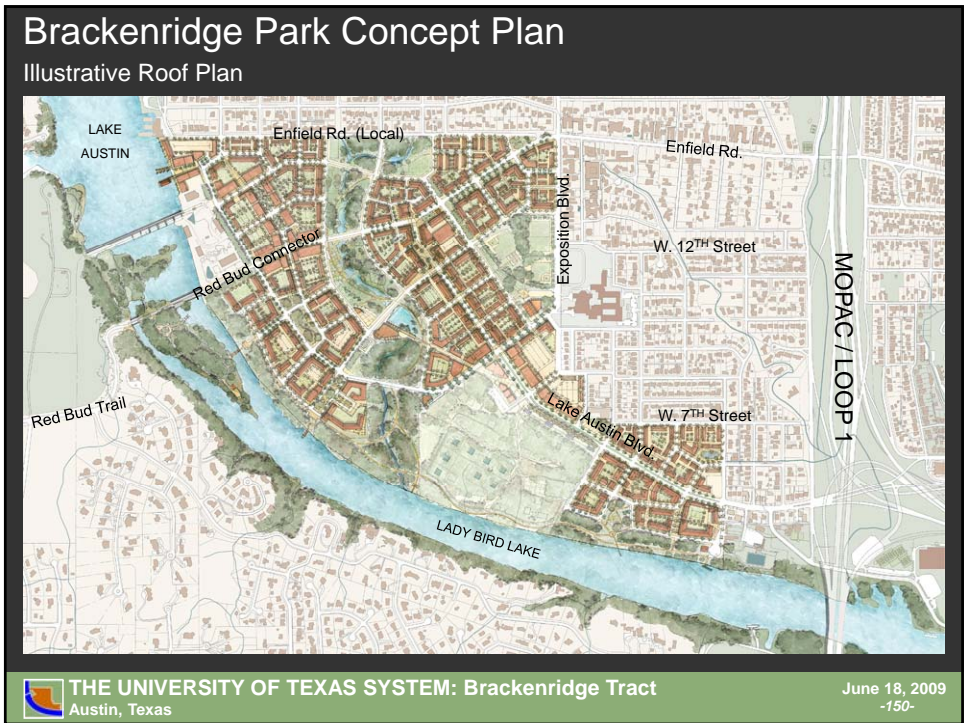 Brackenridge Park Concept Plan
Illustrative Roof Plan
LAKE
AUSTIN
Enfield Rd. (Local)
Enfield Rd.
Exposition Blvd.
W. 12TH Street
Red Bud Connector
MOPAC / LOOP 1
Red Bud Trail
Lake Austin Blvd.
W. 7TH Street
LADY BIRD LAKE
THE UNIVERSITY OF TEXAS SYSTEM: Brackenridge Tract
Austin, Texas
June 18, 2009
-150-